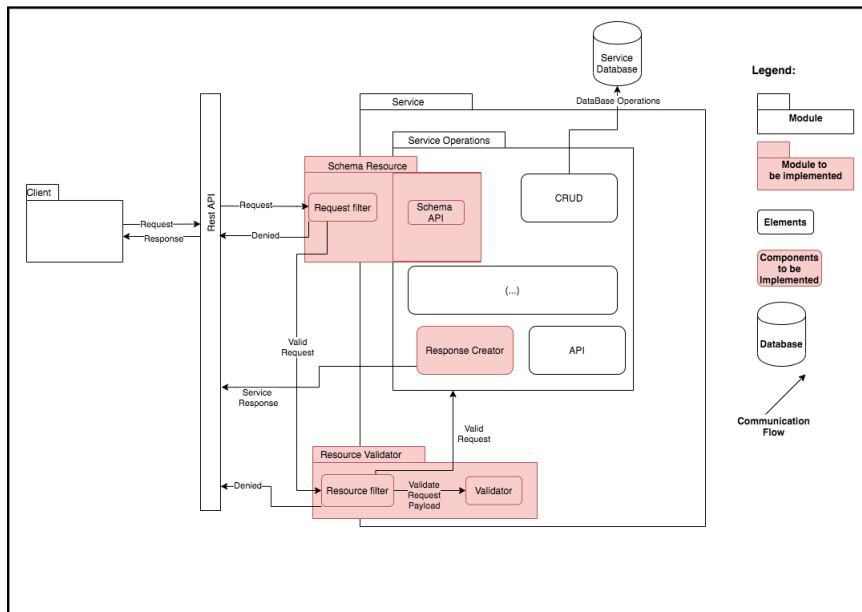 Service
Database
Legend:
Service
DataBase Operations
Module
Service Operations
Schema Resource
Module to
be implemented
Client
Rest API
CRUD
Request
Request filter
Schema
API
Request
Response
Denied
Elements
Components
to be
Implemented
(...)
Valid
Request
Response Creator
API
Database
Service
Response
Communication
Flow
Valid
Request
Resource Validator
Denied
Resource filter
Validate
Request
Payload
Validator